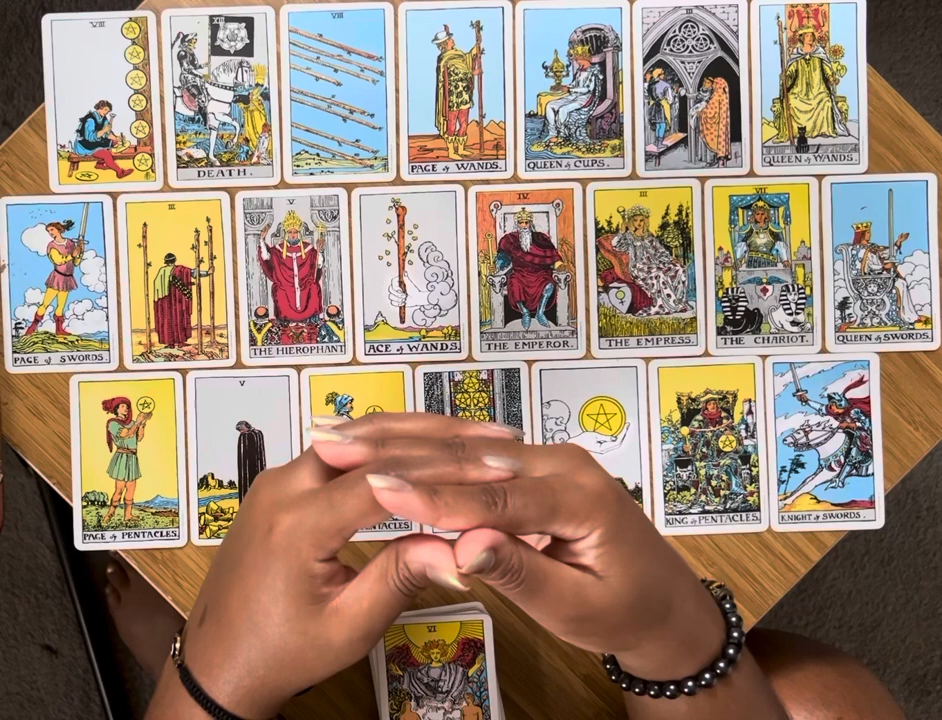 VIII
XIII
DEATH.
VIII
PAGE of WANDS.
QUEEN of CUPS.
III
QUEEN of WANDS.
PAGE of SWORDS.
III
V
THE HIEROPHANT
ACE of WANDS.
IV
THE EMPEROR.
III
THE EMPRESS.
VII
THE CHARIOT.
QUEEN of SWORDS.
PAGE of PENTACLES.
V
PENTACLES
KING of PENTACLES.
KNIGHT of SWORDS.
VI